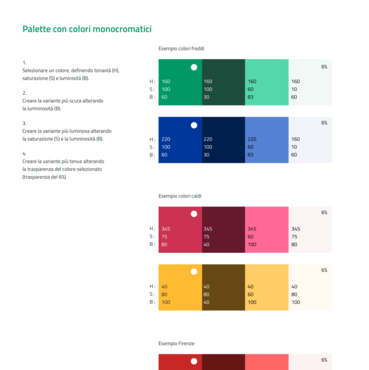 Palette con colori monocromatici
1.
Selezionare un colore, definendo tonavtà (H),
saturazione (S) e luminosità (B).
2.
Creare la variante più scura alterando
la luminosità (B).
3.
Creare la variante più luminosa alterando
la saturazione (S) e la lumninosità (B).
4.
Creare la variante più tenue alterando
la trasparenza del colore selezionato
(trasparenza del 6%)
Esempio colori freddi
6%
H: 160 160 160 160
S: 100 100 60 10
B: 60 30 83 60
6%
H: 220 220 220 160
S: 100 100 60 10
B: 60 30 83 60
Esempio colori caldi
6%
H: 345 345 345 345
S: 75 75 60 75
B: 80 40 100 80
6%
H: 40 40 40 40
S: 80 80 60 80
B: 100 40 100 100
Esempio Firenze
6%